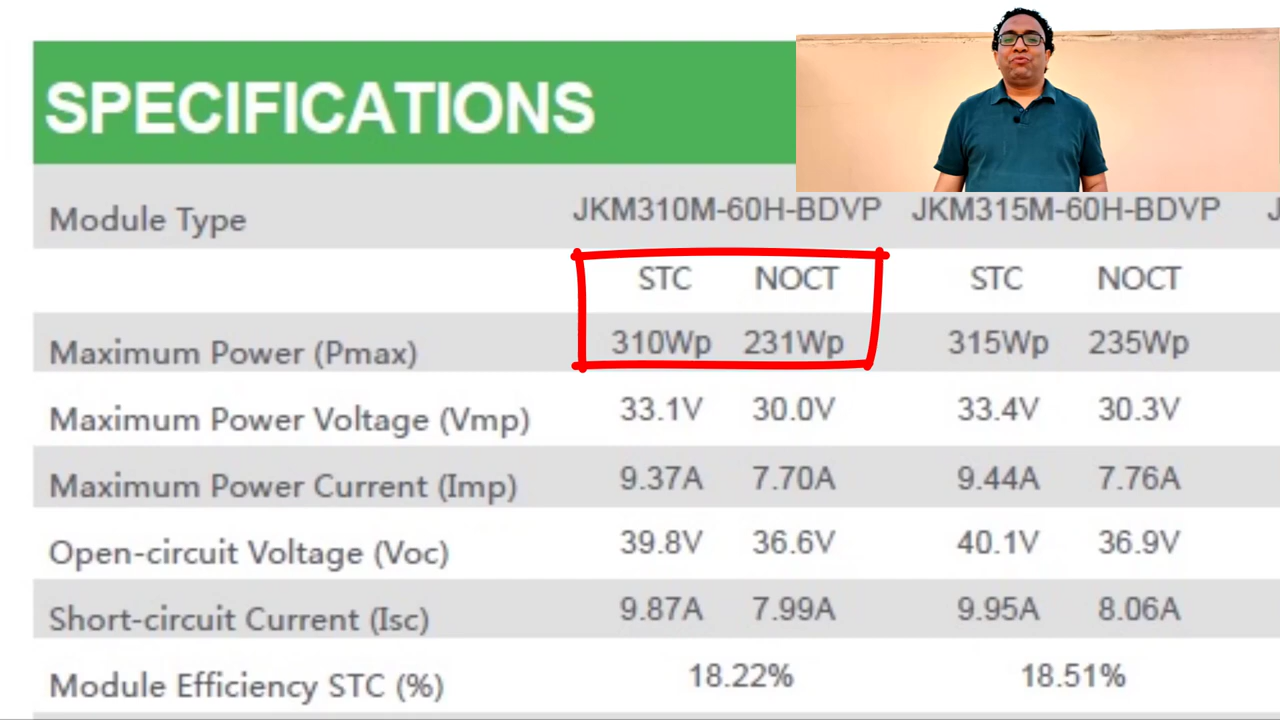 SPECIFICATIONS
Module Type JKM310M-60H-BDVP JKM315M-60H-BDVP J
STC NOCT STC NOCT
Maximum Power (Pmax) 310Wp 231Wp 315Wp 235Wp
Maximum Power Voltage (Vmp) 33.1V 30.0V 33.4V 30.3V
Maximum Power Current (Imp) 9.37A 7.70A 9.44A 7.76A
Open-circuit Voltage (Voc) 39.8V 36.6V 40.1V 36.9V
Short-circuit Current (Isc) 9.87A 7.99A 9.95A 8.06A
Module Efficiency STC (%) 18.22% 18.51%